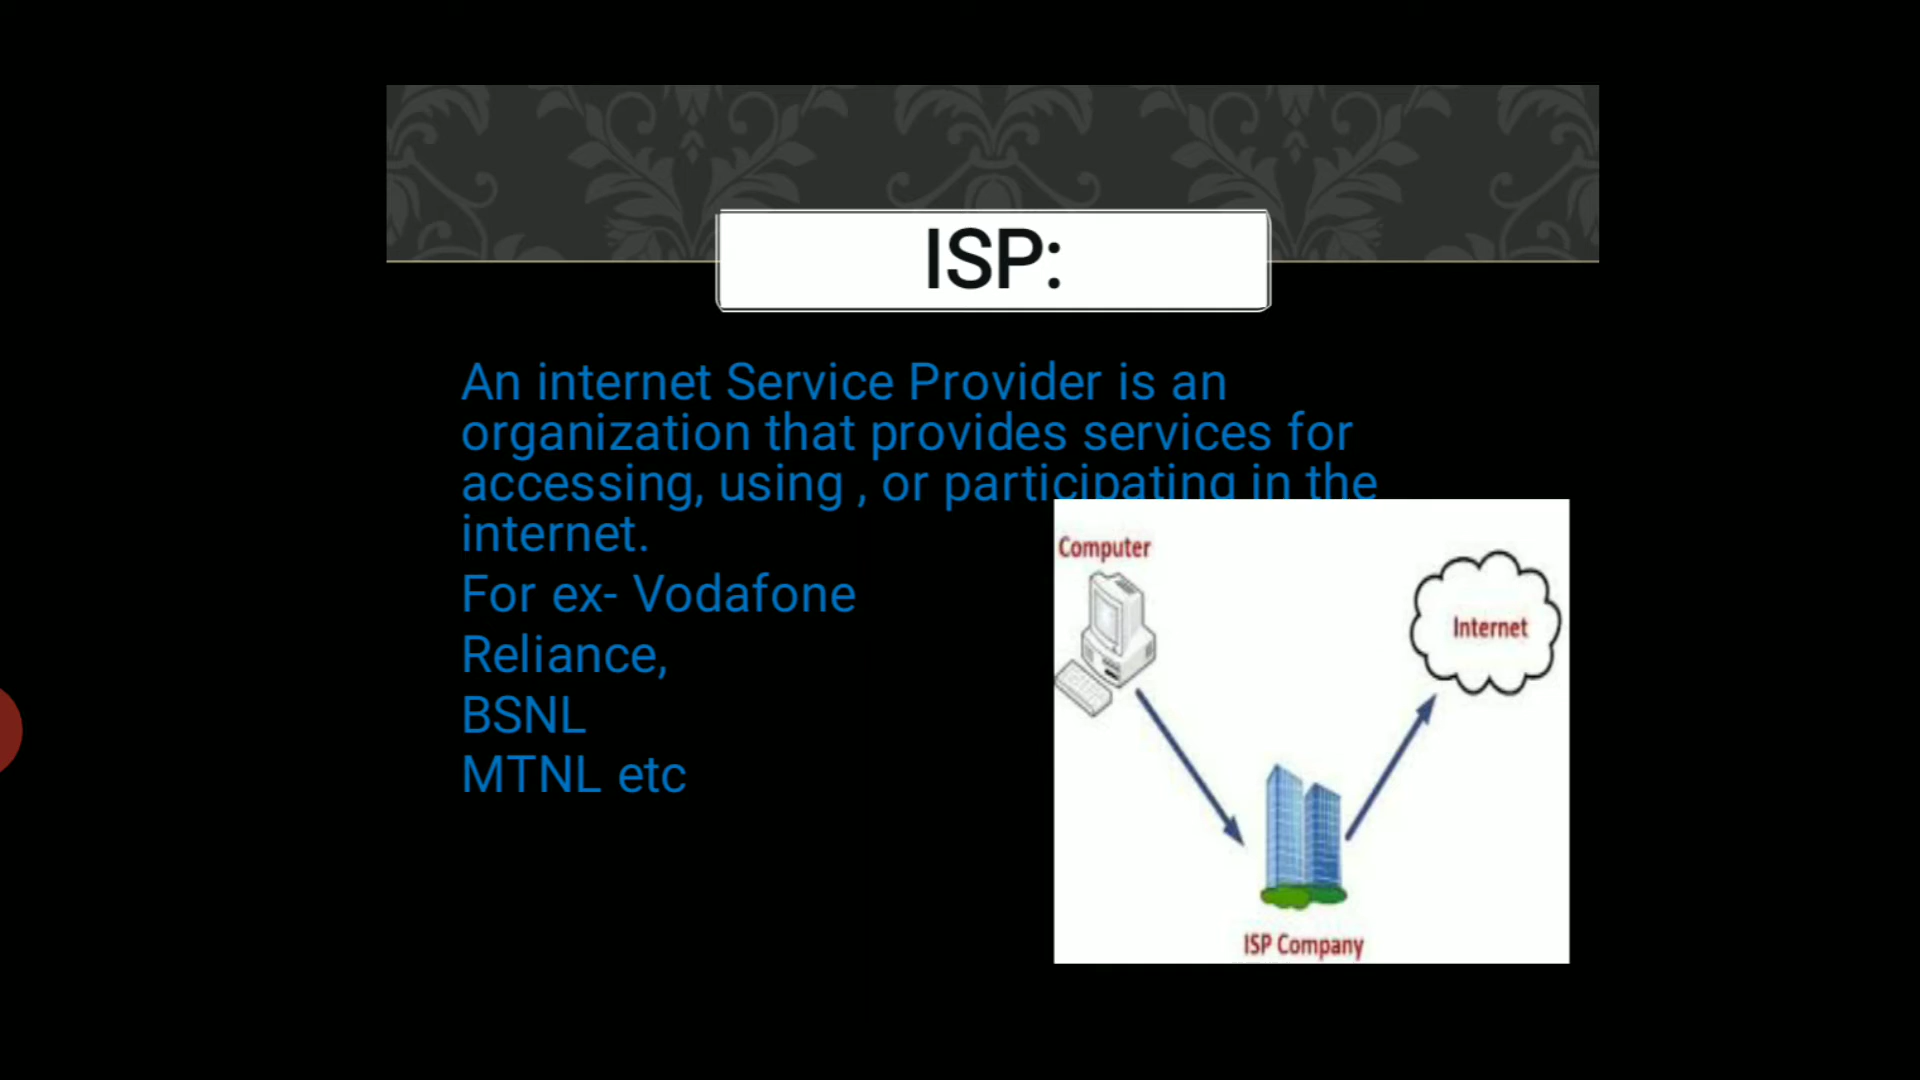 ISP:
An internet Service Provider is an
organization that provides services for
accessing, using , or participating in the
internet.
For ex- Vodafone
Reliance,
BSNL
MTNL etc
Computer
Internet
ISP Company